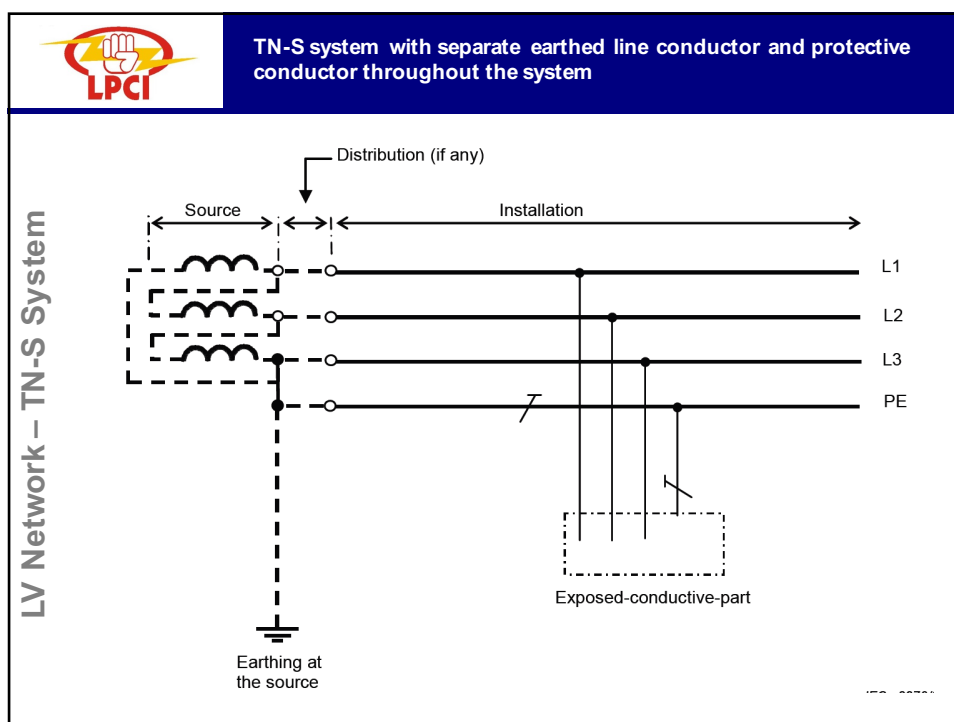 LPCI
TN-S system with separate earthed line conductor and protective
conductor throughout the system
LV Network – TN-S System
Distribution (if any)
Source
Installation
L1
L2
L3
PE
Exposed-conductive-part
Earthing at
the source